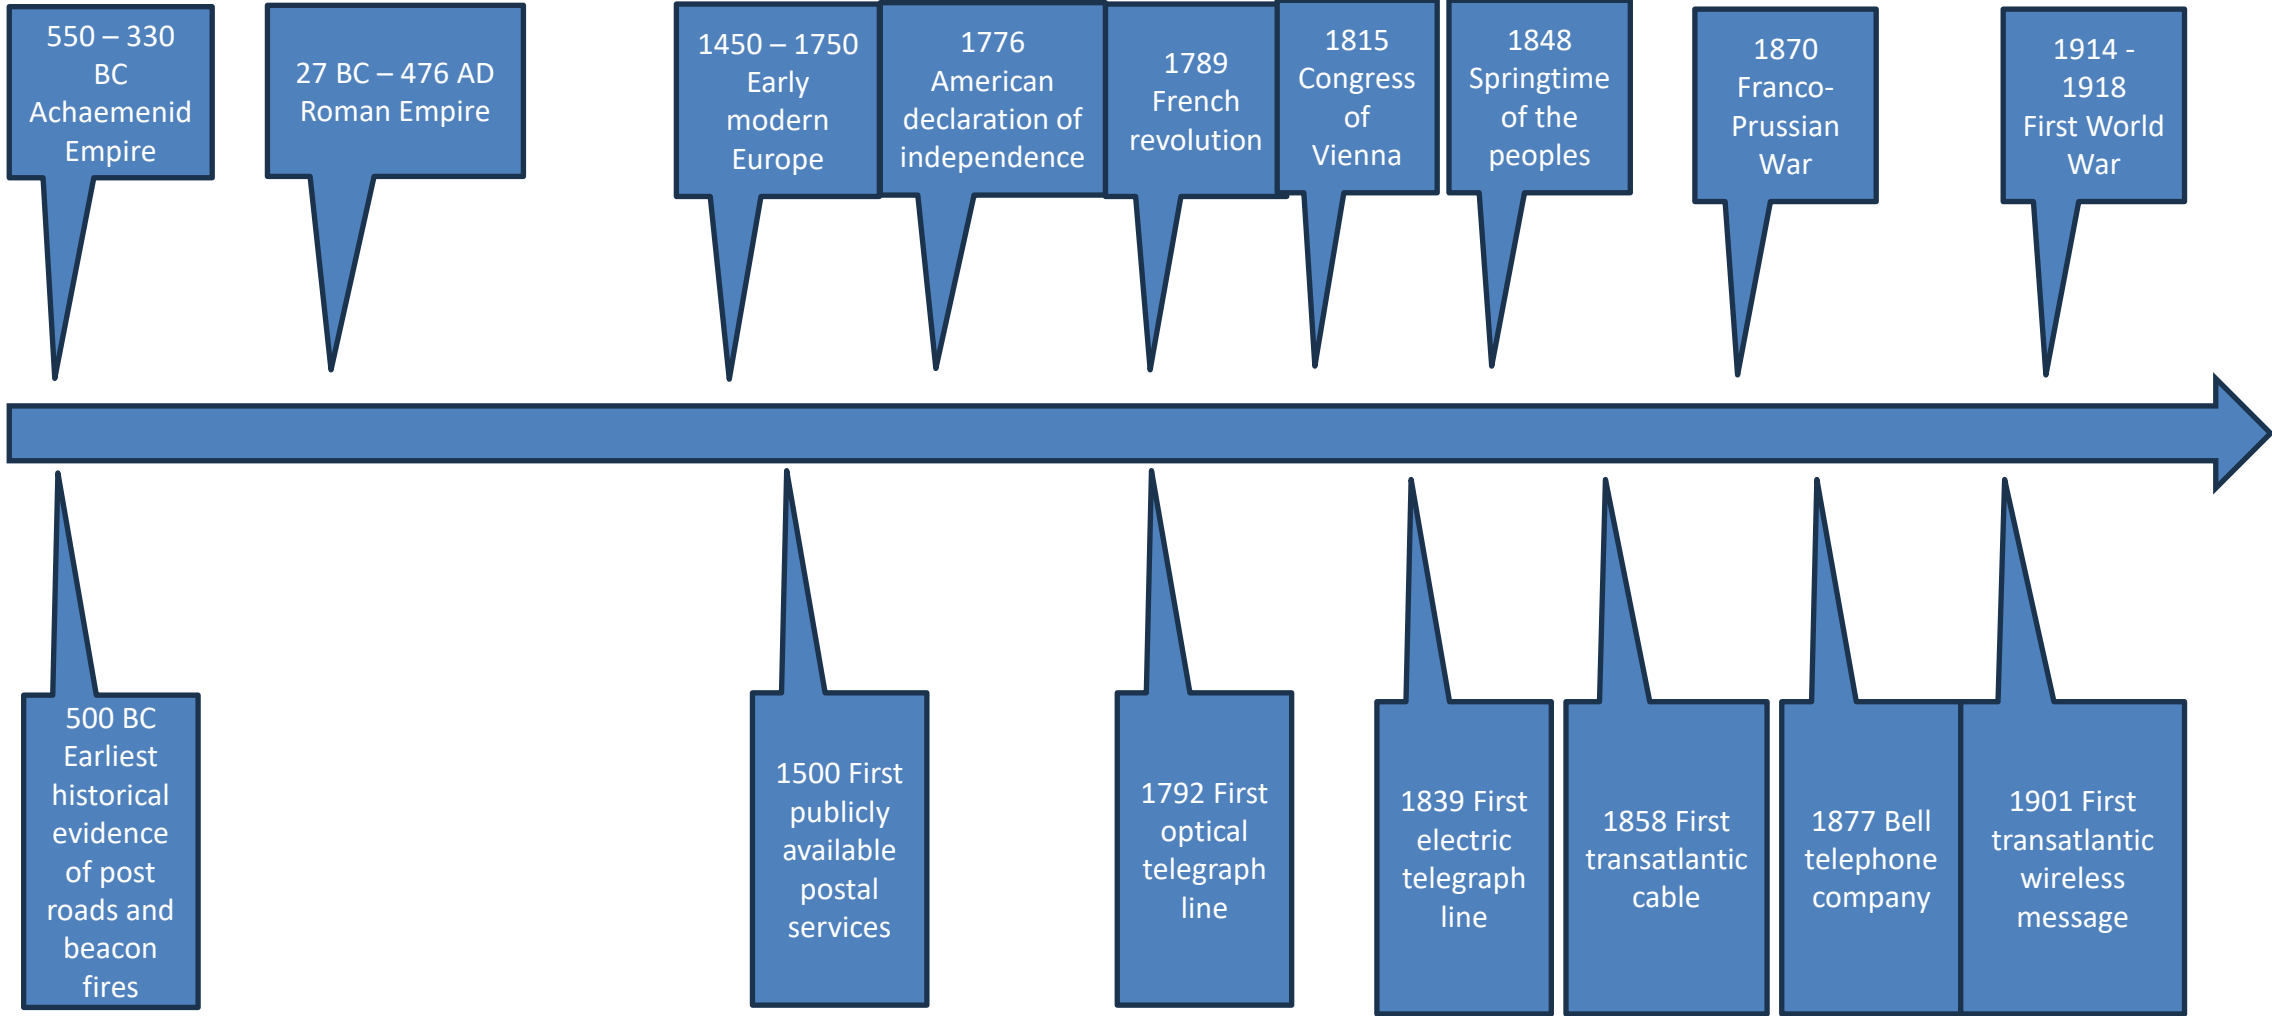 550 – 330
BC
Achaemenid
Empire
27 BC – 476 AD
Roman Empire
1450 – 1750
Early
modern
Europe
1776
American
declaration of
independence
1789
French
revolution
1815
Congress
of
Vienna
1848
Springtime
of the
peoples
1870
Franco-
Prussian
War
1914 -
1918
First World
War
500 BC
Earliest
historical
evidence
of post
roads and
beacon
fires
1500 First
publicly
available
postal
services
1792 First
optical
telegraph
line
1839 First
electric
telegraph
line
1858 First
transatlantic
cable
1877 Bell
telephone
company
1901 First
transatlantic
wireless
message